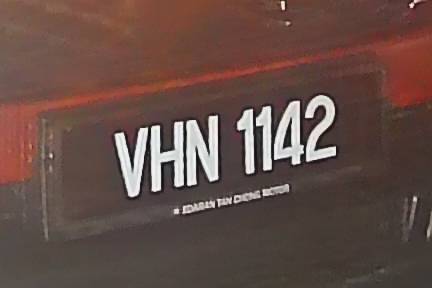 VHN 1142
EDARAN TAN CHONG MOTOR